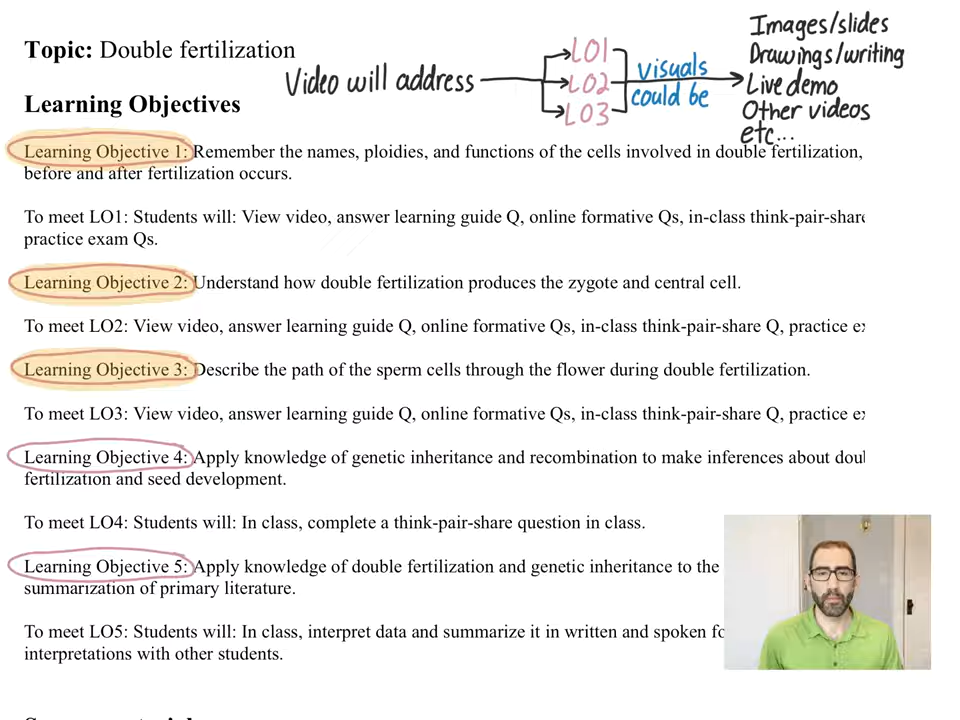 Topic: Double fertilization
Video will address
LO1
LO2
LO3
visuals
could be
Images/slides
Drawings/writing
Live demo
Other videos
etc...
Learning Objectives
Learning Objective 1: Remember the names, ploidies, and functions of the cells involved in double fertilization,
before and after fertilization occurs.
To meet LO1: Students will: View video, answer learning guide Q, online formative Qs, in-class think-pair-share
practice exam Qs.
Learning Objective 2: Understand how double fertilization produces the zygote and central cell.
To meet LO2: View video, answer learning guide Q, online formative Qs, in-class think-pair-share Q, practice
Learning Objective 3: Describe the path of the sperm cells through the flower during double fertilization.
To meet LO3: View video, answer learning guide Q, online formative Qs, in-class think-pair-share Q, practice
Learning Objective 4: Apply knowledge of genetic inheritance and recombination to make inferences about
fertilization and seed development.
To meet LO4: Students will: In class, complete a think-pair-share question in class.
Learning Objective 5: Apply knowledge of double fertilization and genetic inheritance to the
summarization of primary literature.
To meet LO5: Students will: In class, interpret data and summarize it in written and spoken
interpretations with other students.